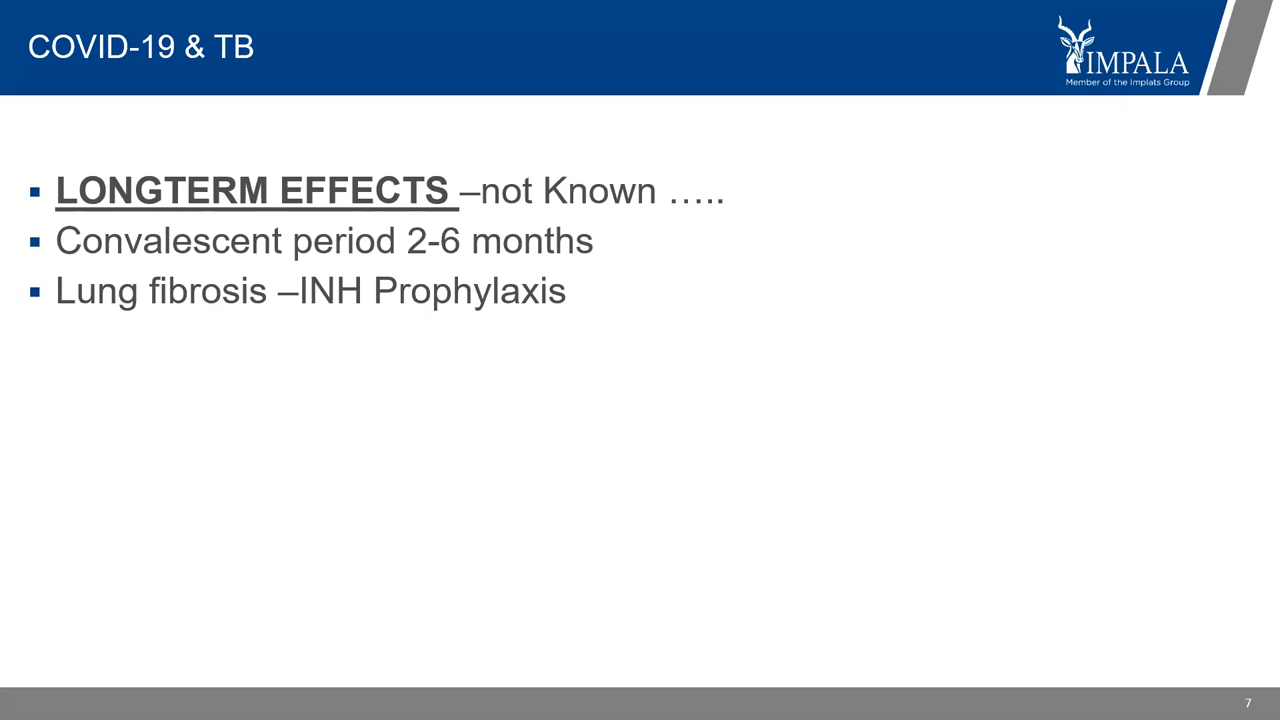 COVID-19 & TB
IMPALA
Member of the Implats Group
▪ LONGTERM EFFECTS –not Known …..
▪ Convalescent period 2-6 months
▪ Lung fibrosis –INH Prophylaxis
7